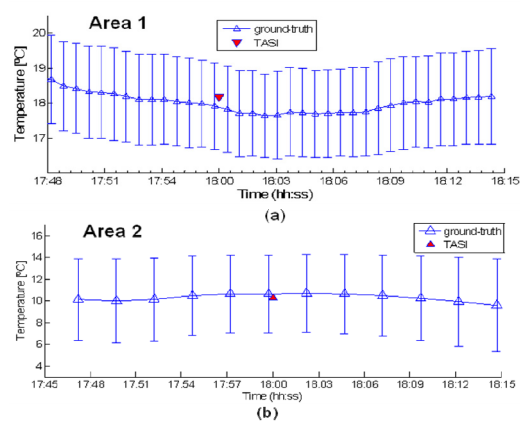 Area 1
ground-truth
TASI
Temperature [ºC]
20
19
18
17
16
17:48 17:51 17:54 18:00 18:03 18:06 18:09 18:12 18:15
Time (hh:ss)
(a)
Area 2
ground-truth
TASI
Temperature [ºC]
16
14
12
10
8
6
4
17:45 17:48 17:51 17:54 17:57 18:00 18:03 18:06 18:09 18:12 18:15
Time (hh:ss)
(b)